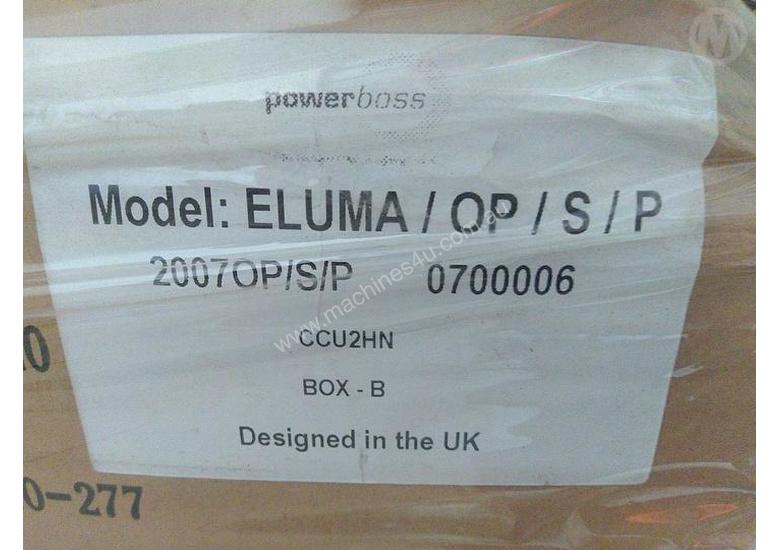 powerboss
Model: ELUMA / OP / S / P
2007OP/S/P 0700006
CCU2HN
BOX - B
Designed in the UK
0-277
www.machines4u.com.au